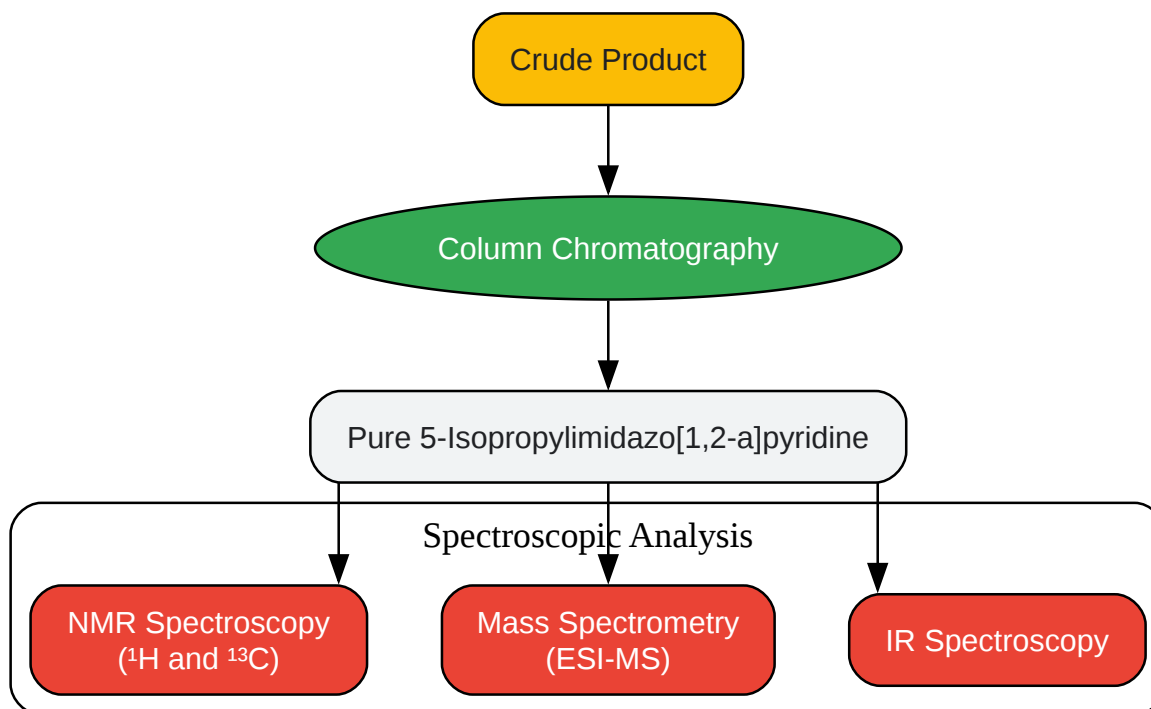 Crude Product
Column Chromatography
Pure 5-Isopropylimidazo[1,2-a]pyridine
Spectroscopic Analysis
NMR Spectroscopy
(¹H and ¹³C)
Mass Spectrometry
(ESI-MS)
IR Spectroscopy